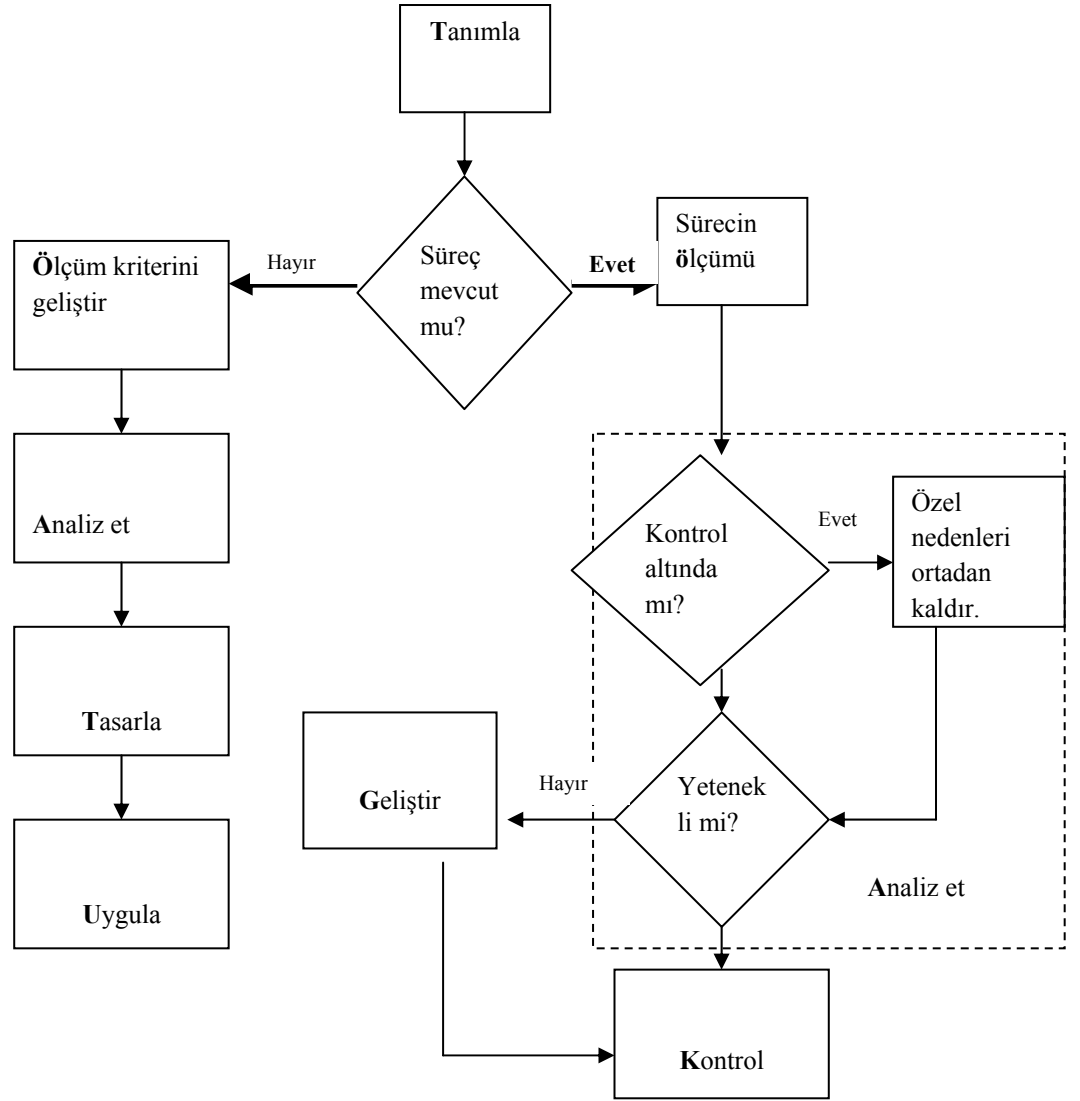 Tanımla
Süreç
mevcut
mu?
Hayır
Evet
Ölçüm kriterini
geliştir
Sürecin
ölçümü
Analiz et
Kontrol
altında
mı?
Evet
Özel
nedenleri
ortadan
kaldır.
Tasarla
Geliştir
Hayır
Yetenek
li mi?
Analiz et
Uygula
Kontrol